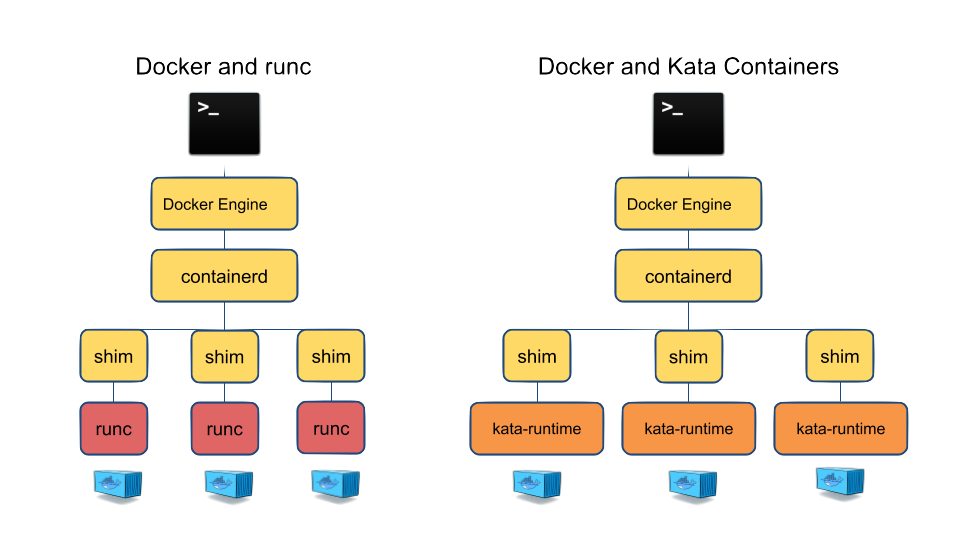 Docker and runc
>_
Docker Engine
containerd
shim shim shim
runc runc runc
Docker and Kata Containers
>_
Docker Engine
containerd
shim shim shim
kata-runtime kata-runtime kata-runtime